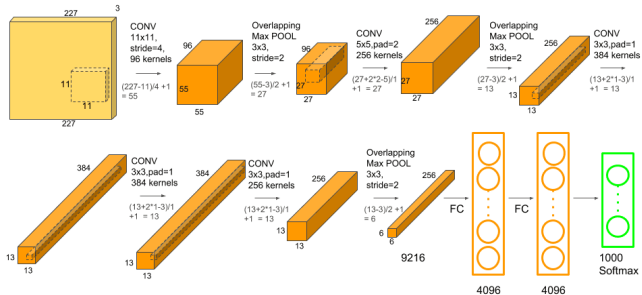 227
3
11
11
227
CONV
11x11,
stride=4,
96 kernels
(227-11)/4 +1
= 55
96
55
55
Overlapping
Max POOL
3x3,
stride=2
(55-3)/2 +1
= 27
96
27
27
CONV
5x5,pad=2
256 kernels
(27+2*2-5)/1
+1 = 27
256
27
27
Overlapping
Max POOL
3x3,
stride=2
(27-3)/2 +1
= 13
256
13
13
CONV
3x3,pad=1
384 kernels
(13+2*1-3)/1
+1 = 13
384
13
13
CONV
3x3,pad=1
384 kernels
(13+2*1-3)/1
+1 = 13
384
13
13
CONV
3x3,pad=1
256 kernels
(13+2*1-3)/1
+1 = 13
256
13
13
Overlapping
Max POOL
3x3,
stride=2
(13-3)/2 +1
= 6
256
6
6
9216
FC
4096
FC
4096
1000
Softmax